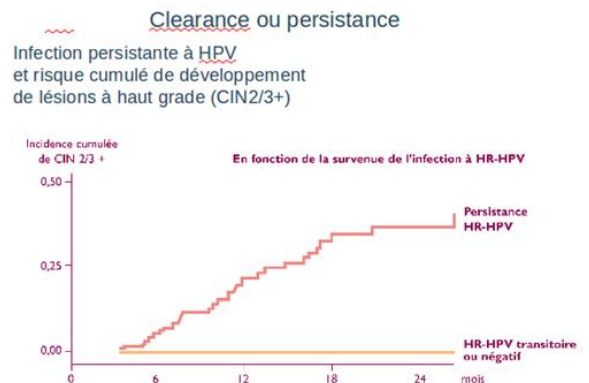 Clearance ou persistance
Infection persistante à HPV
et risque cumulé de développement
de lésions à haut grade (CIN2/3+)
Incidence cumulée
de CIN 2/3 +
En fonction de la survenue de l'infection à HR-HPV
0,50
Persistance
HR-HPV
0,25
0,00
HR-HPV transitoire
ou négatif
0 6 12 18 24 mois